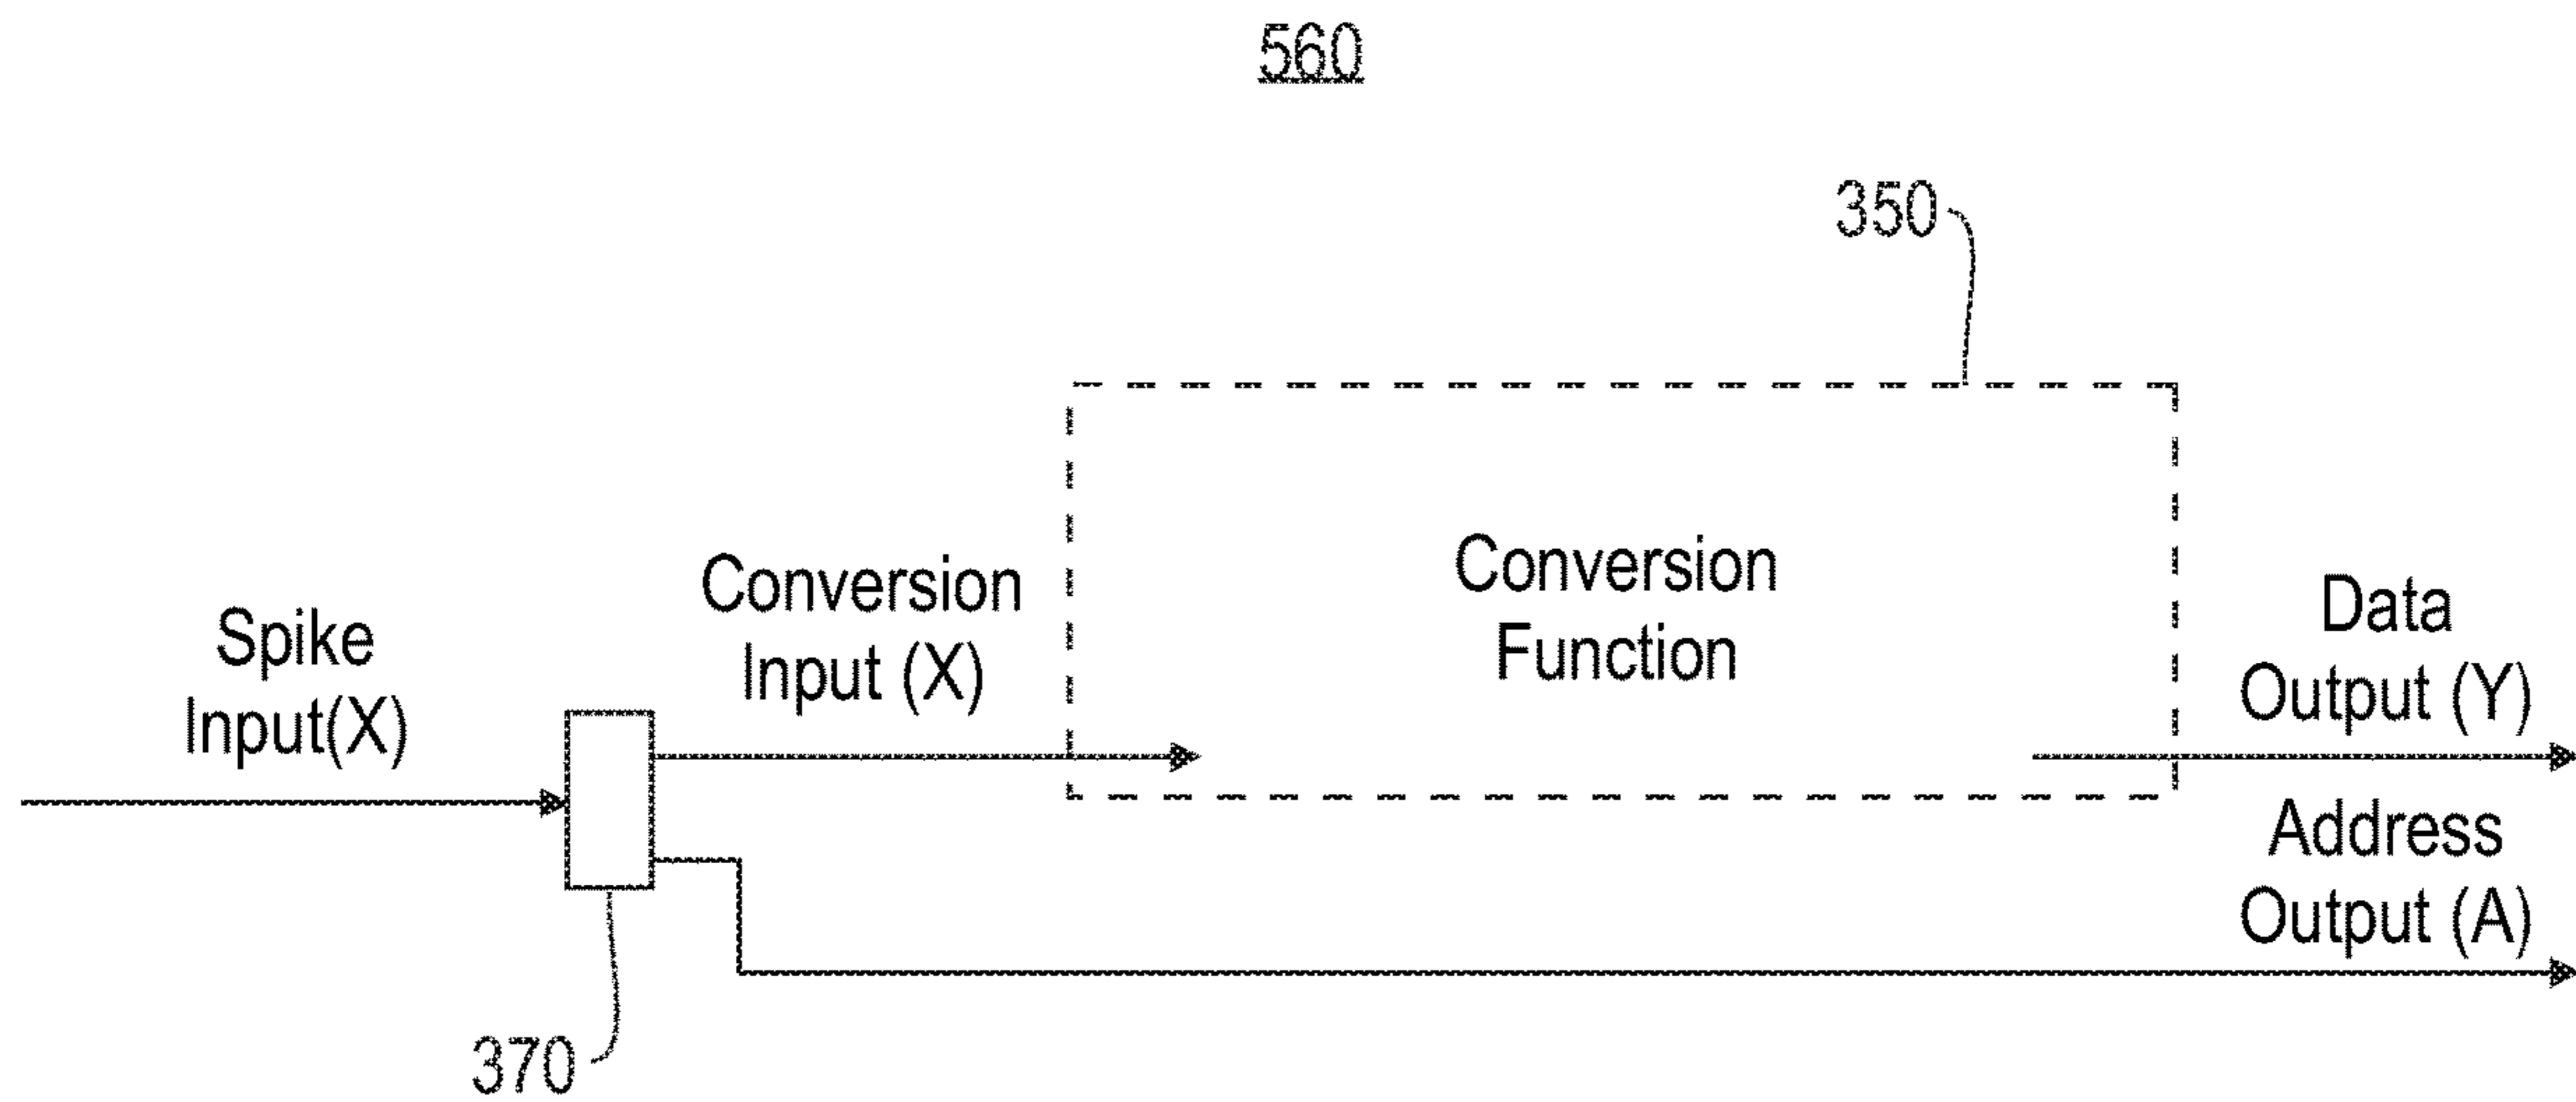 560
350
Spike
Input(X)
Conversion
Input (X)
Conversion
Function
Data
Output (Y)
Address
Output (A)
370